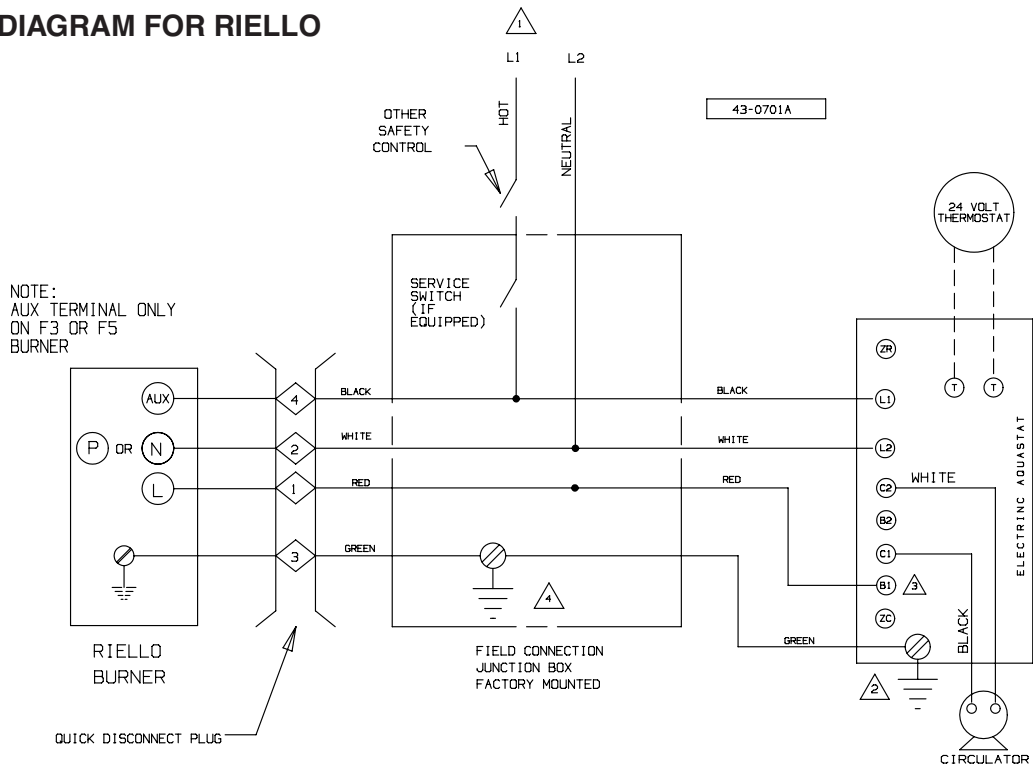 DIAGRAM FOR RIELLO
1
L1
L2
43-0701A
HOT
NEUTRAL
OTHER
SAFETY
CONTROL
24 VOLT
THERMOSTAT
NOTE:
AUX TERMINAL ONLY
ON F3 OR F5
BURNER
SERVICE
SWITCH
(IF
EQUIPPED)
ZR
T
T
AUX
4
BLACK
BLACK
L1
P OR N
2
WHITE
WHITE
L2
L
1
RED
RED
C2
WHITE
B2
C1
B1
3
ZC
ELECTRINC AQUASTAT
3
GREEN
4
GREEN
BLACK
2
RIELLO
BURNER
FIELD CONNECTION
JUNCTION BOX
FACTORY MOUNTED
QUICK DISCONNECT PLUG
CIRCULATOR